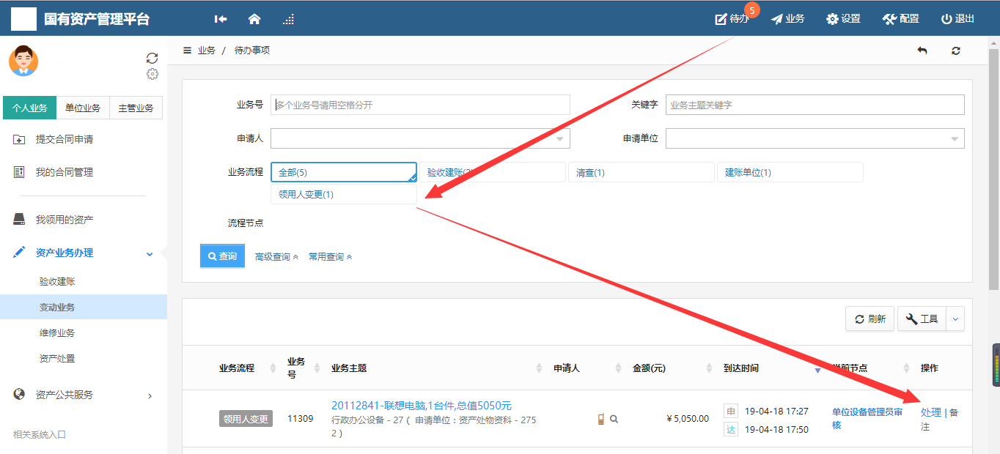 国有资产管理平台
待办 5
业务
设置
配置
退出
业务 / 待办事项
个人业务
单位业务
主管业务
提交合同申请
我的合同管理
我领用的资产
资产业务办理
验收建账
变动业务
维修业务
资产处置
资产公共服务
相关系统入口
业务号 多个业务号请用空格分开
关键字 业务主题关键字
申请人
申请单位
业务流程 全部(5) 验收建账(2) 清查(1) 建账单位(1)
领用人变更(1)
流程节点
查询 高级查询 常用查询
刷新 工具
业务流程 业务号 业务主题 申请人 金额(元) 到达时间 当前节点 操作
领用人变更 11309
20112841-联想电脑,1台件,总值5050元
行政办公设备 - 27 ( 申请单位：资产处物资科 - 275
2 )
¥ 5,050.00
申 19-04-18 17:27
达 19-04-18 17:50
单位设备管理员审
核
处理 | 备
注